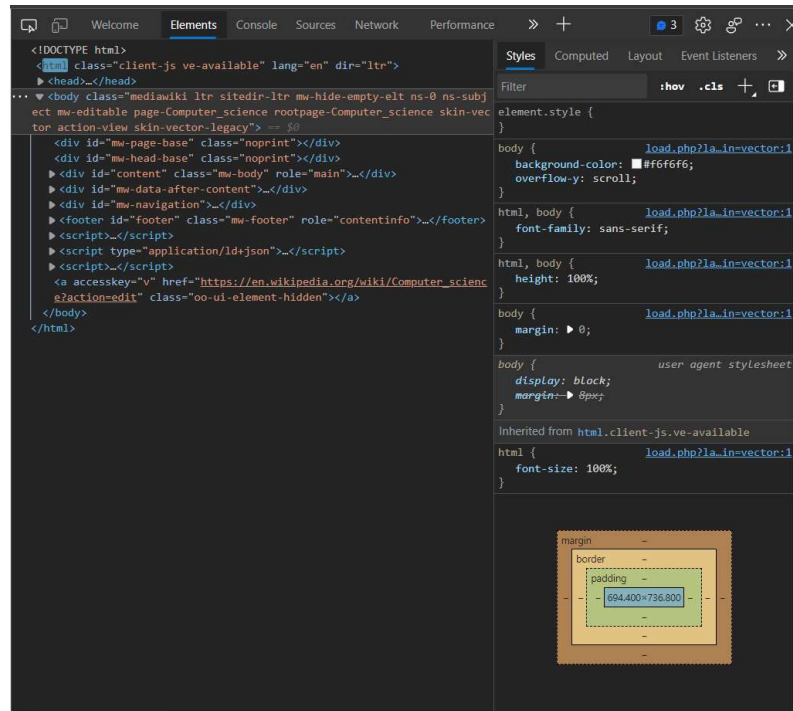 Welcome Elements Console Sources Network Performance » + 3 ···
<!DOCTYPE html>
<html class="client-js ve-available" lang="en" dir="ltr">
▶<head>…</head>
··· ▼<body class="mediawiki ltr sitedir-ltr mw-hide-empty-elt ns-0 ns-subj
ect mw-editable page-Computer_science rootpage-Computer_science skin-vec
tor action-view skin-vector-legacy"> == $0
<div id="mw-page-base" class="noprint"></div>
<div id="mw-head-base" class="noprint"></div>
▶<div id="content" class="mw-body" role="main">…</div>
▶<div id="mw-data-after-content">…</div>
▶<div id="mw-navigation">…</div>
▶<footer id="footer" class="mw-footer" role="contentinfo">…</footer>
▶<script>…</script>
▶<script type="application/ld+json">…</script>
▶<script>…</script>
<a accesskey="v" href="https://en.wikipedia.org/wiki/Computer_scienc
e?action=edit" class="oo-ui-element-hidden"></a>
</body>
</html>
Styles Computed Layout Event Listeners »
Filter :hov .cls +
element.style {
}
body { load.php?la…in=vector:1
background-color: #f6f6f6;
overflow-y: scroll;
}
html, body { load.php?la…in=vector:1
font-family: sans-serif;
}
html, body { load.php?la…in=vector:1
height: 100%;
}
body { load.php?la…in=vector:1
margin: ▶ 0;
}
body { user agent stylesheet
display: block;
margin: ▶ 8px;
}
Inherited from html.client-js.ve-available
html { load.php?la…in=vector:1
font-size: 100%;
}
margin –
border –
padding –
– – – 694.400×736.800 – – –
–
–
–